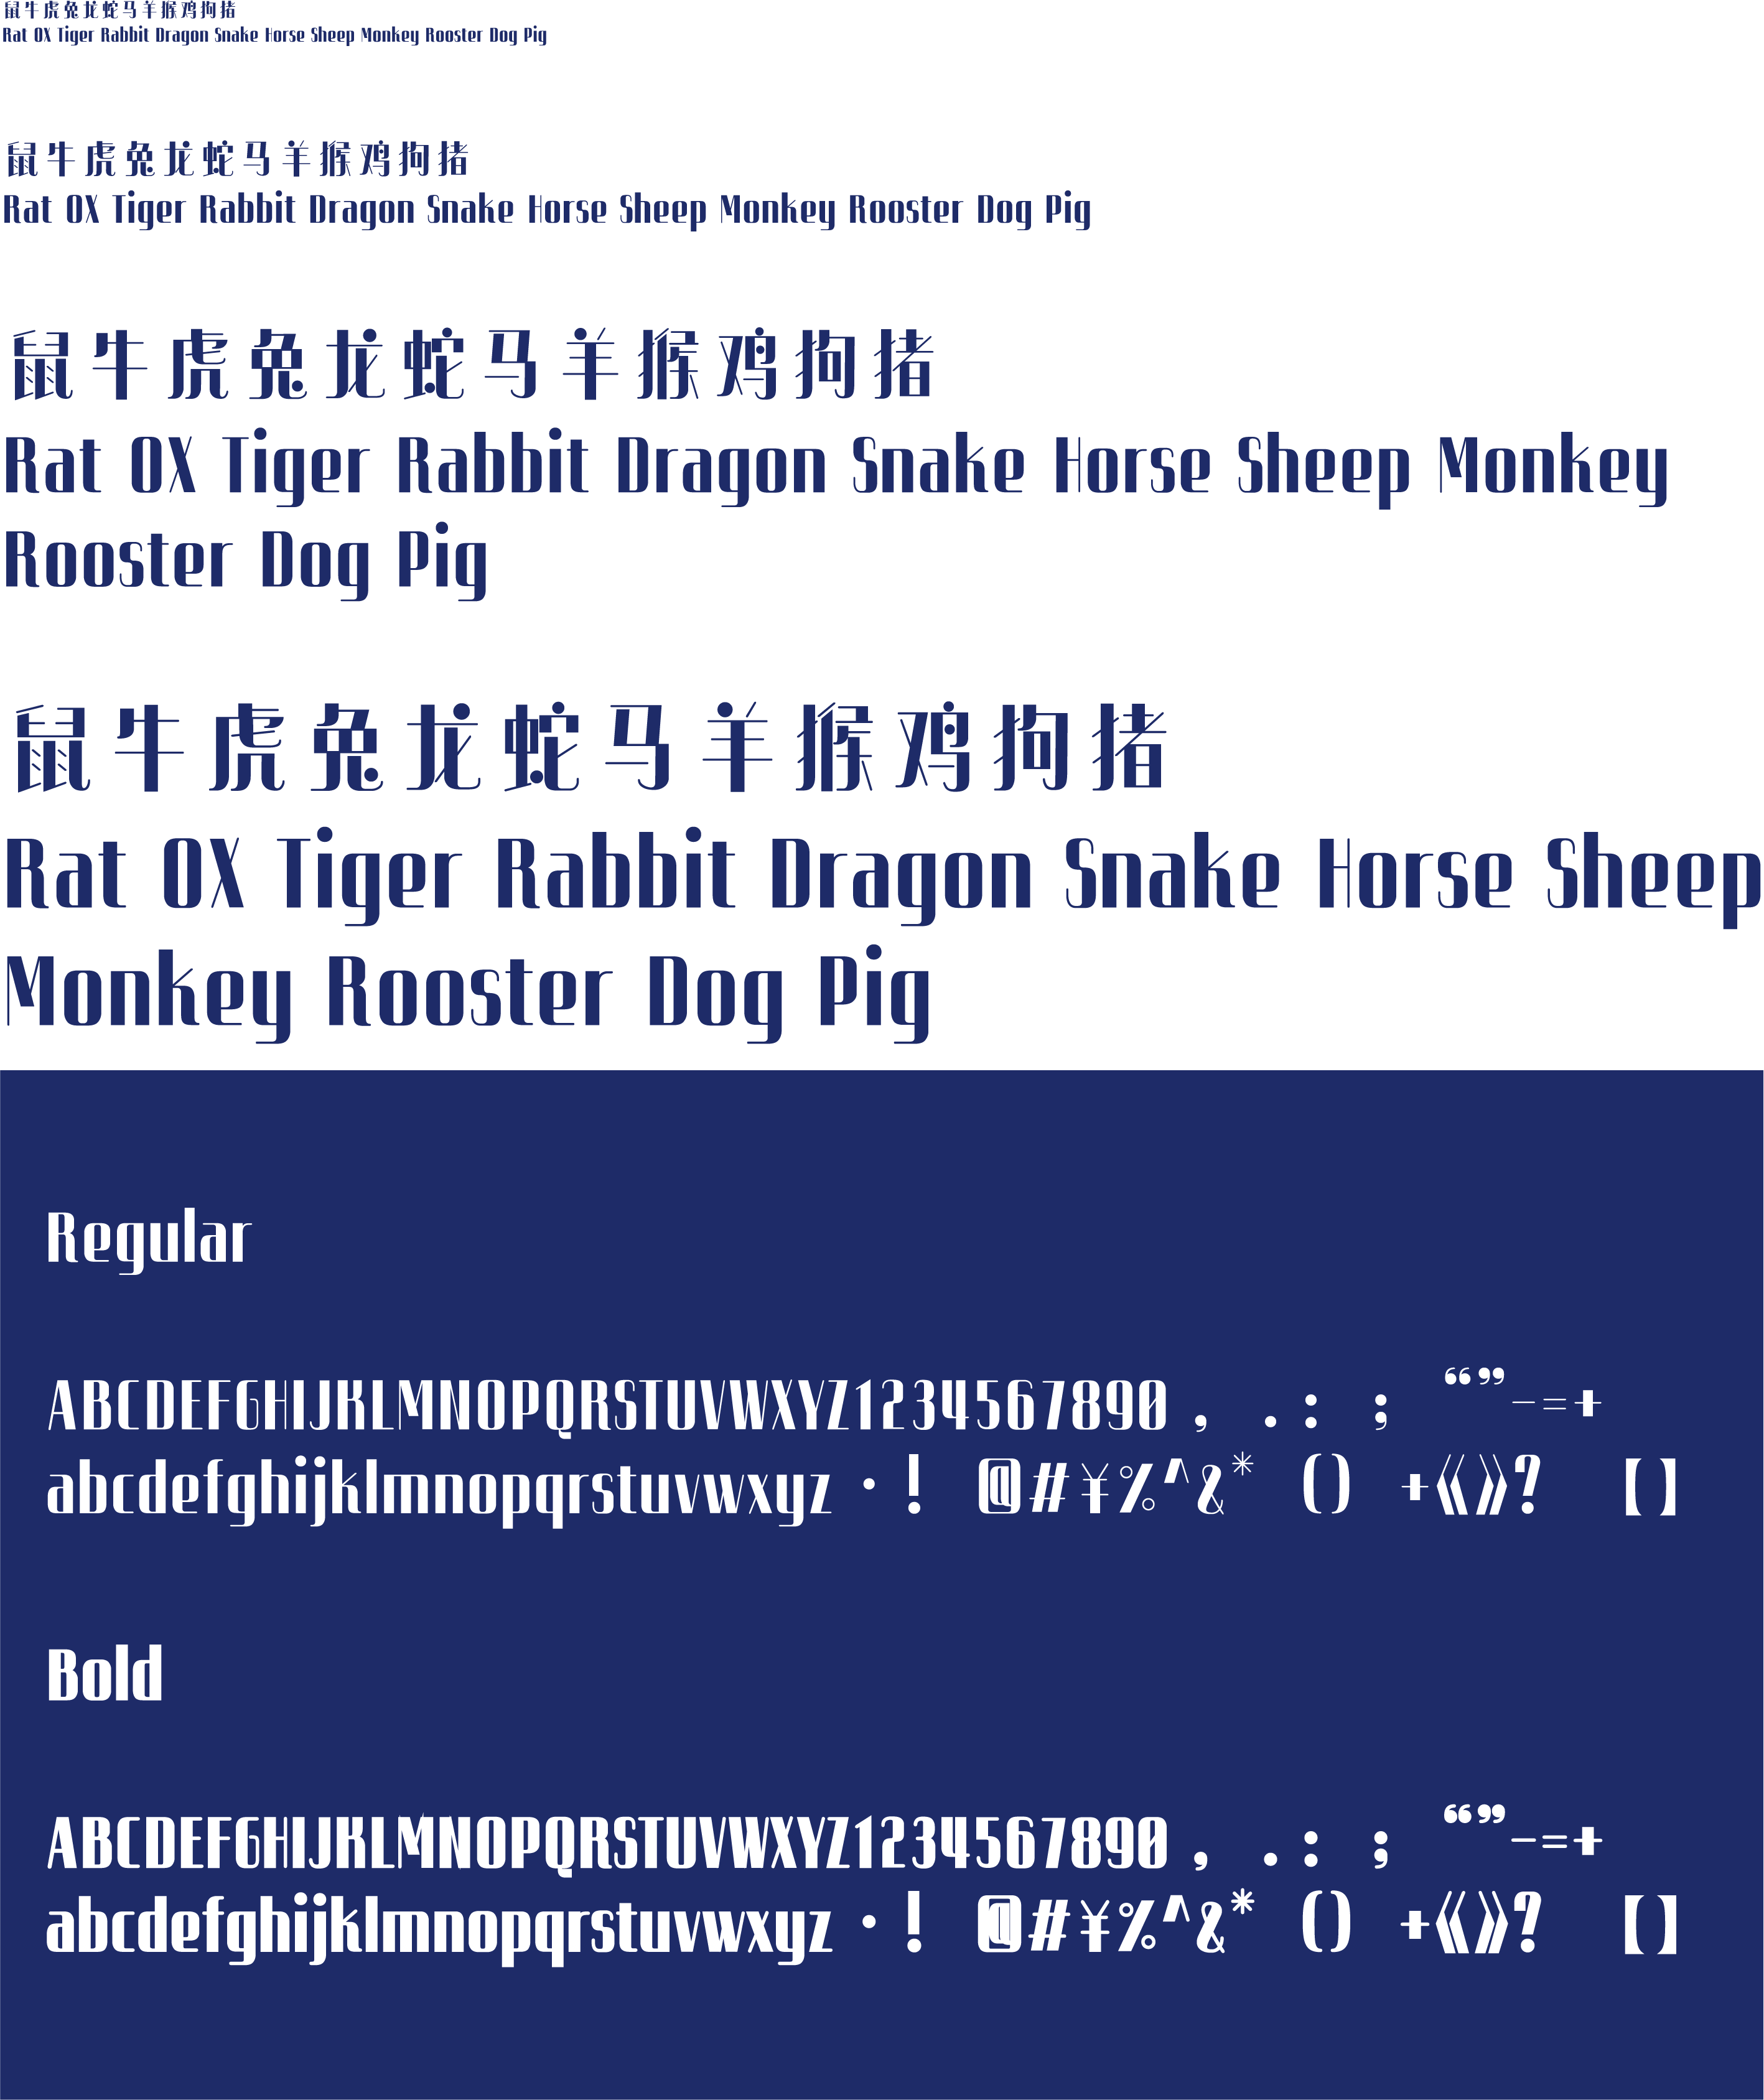 鼠牛虎兔龙蛇马羊猴鸡狗猪
Rat OX Tiger Rabbit Dragon Snake Horse Sheep Monkey Rooster Dog Pig
鼠牛虎兔龙蛇马羊猴鸡狗猪
Rat OX Tiger Rabbit Dragon Snake Horse Sheep Monkey Rooster Dog Pig
鼠牛虎兔龙蛇马羊猴鸡狗猪
Rat OX Tiger Rabbit Dragon Snake Horse Sheep Monkey
Rooster Dog Pig
鼠牛虎兔龙蛇马羊猴鸡狗猪
Rat OX Tiger Rabbit Dragon Snake Horse Sheep
Monkey Rooster Dog Pig
Regular
ABCDEFGHIJKLMNOPQRSTUVWXYZ1234567890 , . : ; “”-=+
abcdefghijklmnopqrstuvwxyz · ! @#¥%^&* () +《》? 【】
Bold
ABCDEFGHIJKLMNOPQRSTUVWXYZ1234567890 , . : ; “”-=+
abcdefghijklmnopqrstuvwxyz · ! @#¥%^&* () +《》? 【】